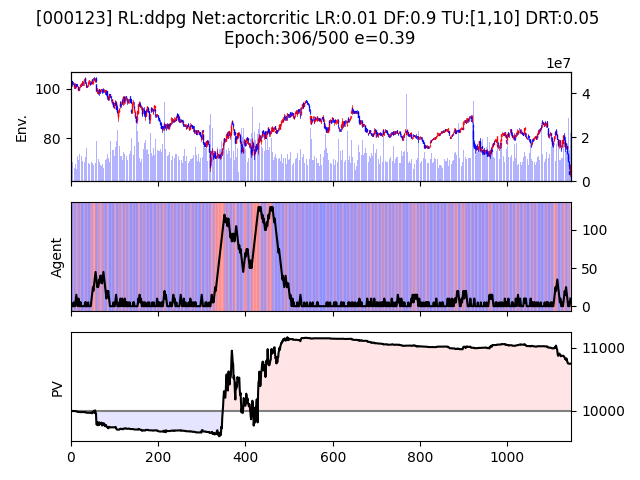 [000123] RL:ddpg Net:actorcritic LR:0.01 DF:0.9 TU:[1,10] DRT:0.05
Epoch:306/500 e=0.39
1e7
Env.
100
80
4
2
0
Agent
100
50
0
PV
11000
10000
0 200 400 600 800 1000